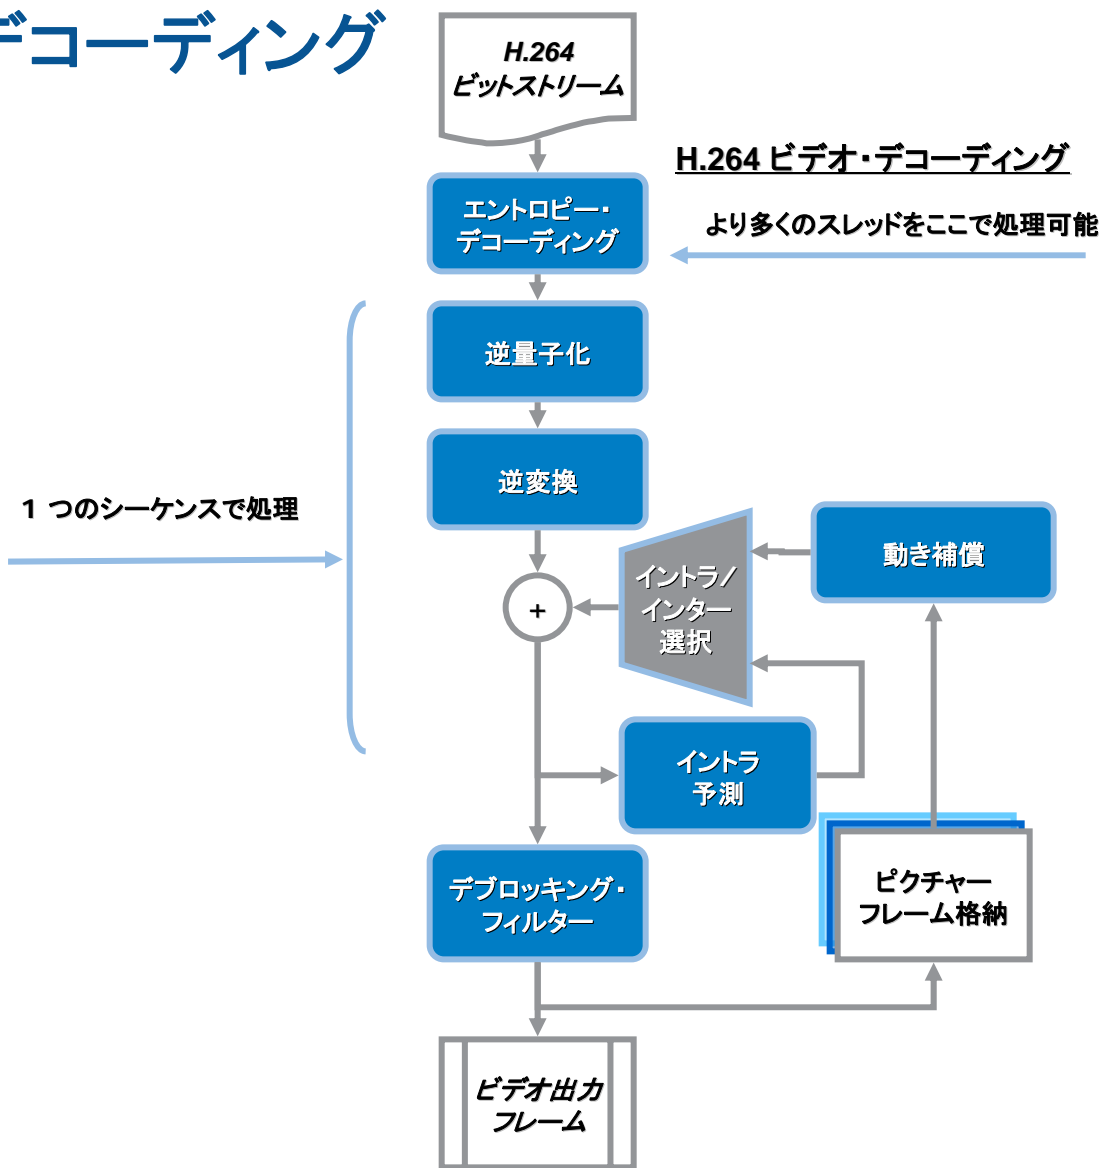 デコーディング
H.264
ビットストリーム
H.264 ビデオ・デコーディング
エントロピー・
デコーディング
より多くのスレッドをここで処理可能
逆量子化
逆変換
1 つのシーケンスで処理
動き補償
イントラ/
インター
選択
+
イントラ
予測
デブロッキング・
フィルター
ピクチャー
フレーム格納
ビデオ出力
フレーム